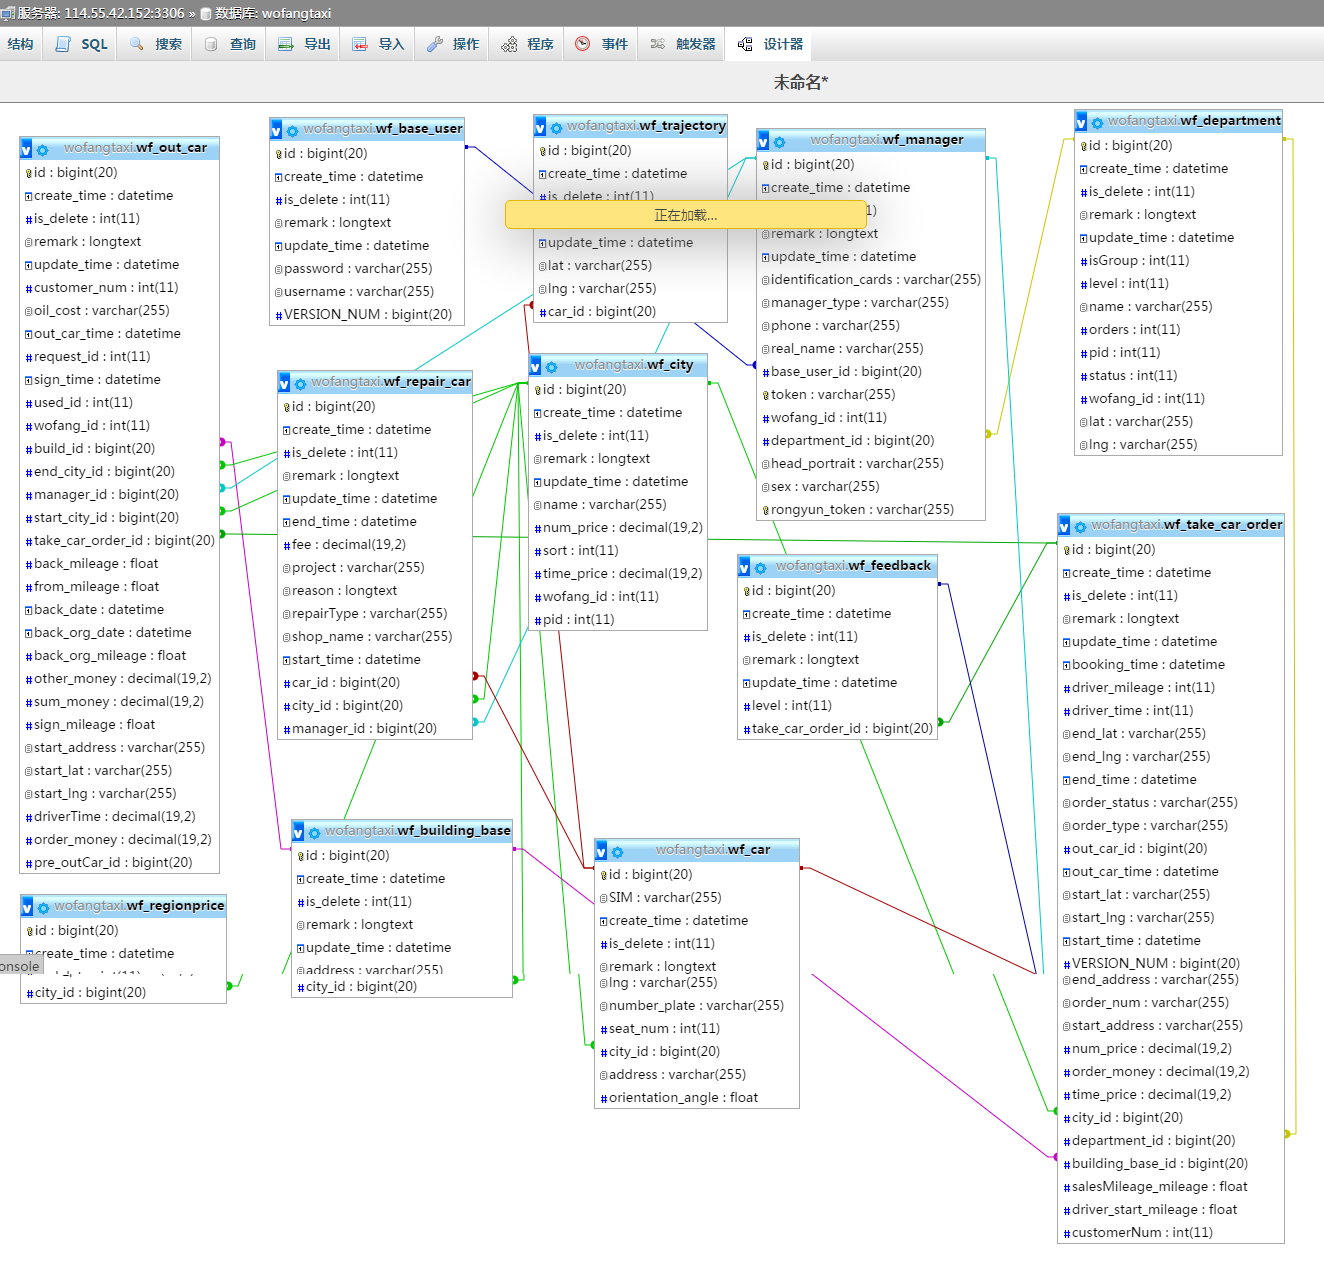 服务器: 114.55.42.152:3306 » 数据库: wofangtaxi
结构 SQL 搜索 查询 导出 导入 操作 程序 事件 触发器 设计器
未命名*
wofangtaxi.wf_out_car
id : bigint(20)
create_time : datetime
is_delete : int(11)
remark : longtext
update_time : datetime
customer_num : int(11)
oil_cost : varchar(255)
out_car_time : datetime
request_id : int(11)
sign_time : datetime
used_id : int(11)
wofang_id : int(11)
build_id : bigint(20)
end_city_id : bigint(20)
manager_id : bigint(20)
start_city_id : bigint(20)
take_car_order_id : bigint(20)
back_mileage : float
from_mileage : float
back_date : datetime
back_org_date : datetime
back_org_mileage : float
other_money : decimal(19,2)
sum_money : decimal(19,2)
sign_mileage : float
start_address : varchar(255)
start_lat : varchar(255)
start_lng : varchar(255)
driverTime : decimal(19,2)
order_money : decimal(19,2)
pre_outCar_id : bigint(20)
wofangtaxi.wf_regionprice
id : bigint(20)
create_time : datetime
onsole
city_id : bigint(20)
wofangtaxi.wf_base_user
id : bigint(20)
create_time : datetime
is_delete : int(11)
remark : longtext
update_time : datetime
password : varchar(255)
username : varchar(255)
VERSION_NUM : bigint(20)
wofangtaxi.wf_repair_car
id : bigint(20)
create_time : datetime
is_delete : int(11)
remark : longtext
update_time : datetime
end_time : datetime
fee : decimal(19,2)
project : varchar(255)
reason : longtext
repairType : varchar(255)
shop_name : varchar(255)
start_time : datetime
car_id : bigint(20)
city_id : bigint(20)
manager_id : bigint(20)
wofangtaxi.wf_building_base
id : bigint(20)
create_time : datetime
is_delete : int(11)
remark : longtext
update_time : datetime
address : varchar(255)
city_id : bigint(20)
wofangtaxi.wf_trajectory
id : bigint(20)
create_time : datetime
is_delete : int(11)
正在加载...
update_time : datetime
lat : varchar(255)
lng : varchar(255)
car_id : bigint(20)
wofangtaxi.wf_city
id : bigint(20)
create_time : datetime
is_delete : int(11)
remark : longtext
update_time : datetime
name : varchar(255)
num_price : decimal(19,2)
sort : int(11)
time_price : decimal(19,2)
wofang_id : int(11)
pid : int(11)
wofangtaxi.wf_car
id : bigint(20)
SIM : varchar(255)
create_time : datetime
is_delete : int(11)
remark : longtext
lng : varchar(255)
number_plate : varchar(255)
seat_num : int(11)
city_id : bigint(20)
address : varchar(255)
orientation_angle : float
wofangtaxi.wf_manager
id : bigint(20)
create_time : datetime
1)
remark : longtext
update_time : datetime
identification_cards : varchar(255)
manager_type : varchar(255)
phone : varchar(255)
real_name : varchar(255)
base_user_id : bigint(20)
token : varchar(255)
wofang_id : int(11)
department_id : bigint(20)
head_portrait : varchar(255)
sex : varchar(255)
rongyun_token : varchar(255)
wofangtaxi.wf_feedback
id : bigint(20)
create_time : datetime
is_delete : int(11)
remark : longtext
update_time : datetime
level : int(11)
take_car_order_id : bigint(20)
wofangtaxi.wf_department
id : bigint(20)
create_time : datetime
is_delete : int(11)
remark : longtext
update_time : datetime
isGroup : int(11)
level : int(11)
name : varchar(255)
orders : int(11)
pid : int(11)
status : int(11)
wofang_id : int(11)
lat : varchar(255)
lng : varchar(255)
wofangtaxi.wf_take_car_order
id : bigint(20)
create_time : datetime
is_delete : int(11)
remark : longtext
update_time : datetime
booking_time : datetime
driver_mileage : int(11)
driver_time : int(11)
end_lat : varchar(255)
end_lng : varchar(255)
end_time : datetime
order_status : varchar(255)
order_type : varchar(255)
out_car_id : bigint(20)
out_car_time : datetime
start_lat : varchar(255)
start_lng : varchar(255)
start_time : datetime
VERSION_NUM : bigint(20)
end_address : varchar(255)
order_num : varchar(255)
start_address : varchar(255)
num_price : decimal(19,2)
order_money : decimal(19,2)
time_price : decimal(19,2)
city_id : bigint(20)
department_id : bigint(20)
building_base_id : bigint(20)
salesMileage_mileage : float
driver_start_mileage : float
customerNum : int(11)